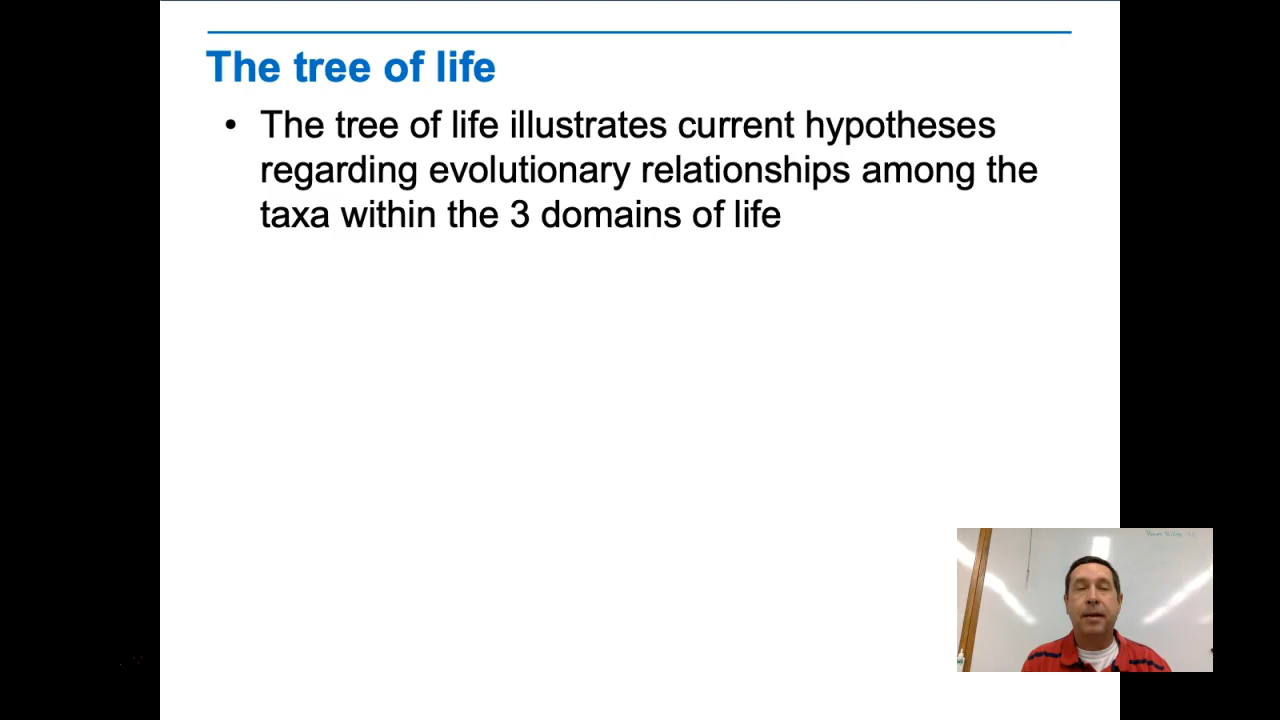 The tree of life
• The tree of life illustrates current hypotheses
regarding evolutionary relationships among the
taxa within the 3 domains of life